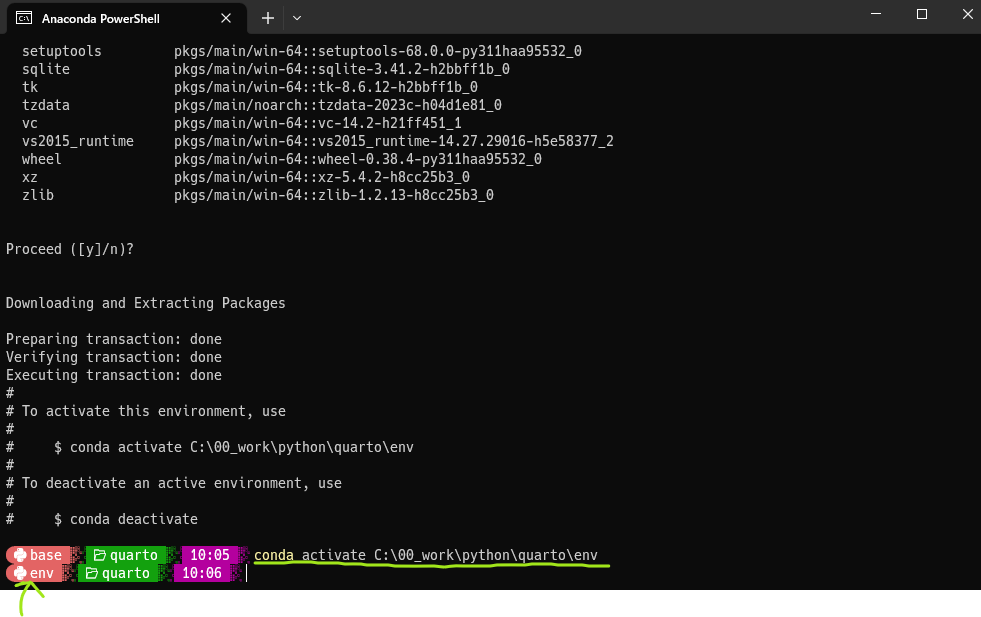 Anaconda PowerShell
setuptools pkgs/main/win-64::setuptools-68.0.0-py311haa95532_0
sqlite pkgs/main/win-64::sqlite-3.41.2-h2bbff1b_0
tk pkgs/main/win-64::tk-8.6.12-h2bbff1b_0
tzdata pkgs/main/noarch::tzdata-2023c-h04d1e81_0
vc pkgs/main/win-64::vc-14.2-h21ff451_1
vs2015_runtime pkgs/main/win-64::vs2015_runtime-14.27.29016-h5e58377_2
wheel pkgs/main/win-64::wheel-0.38.4-py311haa95532_0
xz pkgs/main/win-64::xz-5.4.2-h8cc25b3_0
zlib pkgs/main/win-64::zlib-1.2.13-h8cc25b3_0
Proceed ([y]/n)?
Downloading and Extracting Packages
Preparing transaction: done
Verifying transaction: done
Executing transaction: done
#
# To activate this environment, use
#
# $ conda activate C:\00_work\python\quarto\env
#
# To deactivate an active environment, use
#
# $ conda deactivate
base quarto 10:05 conda activate C:\00_work\python\quarto\env
env quarto 10:06